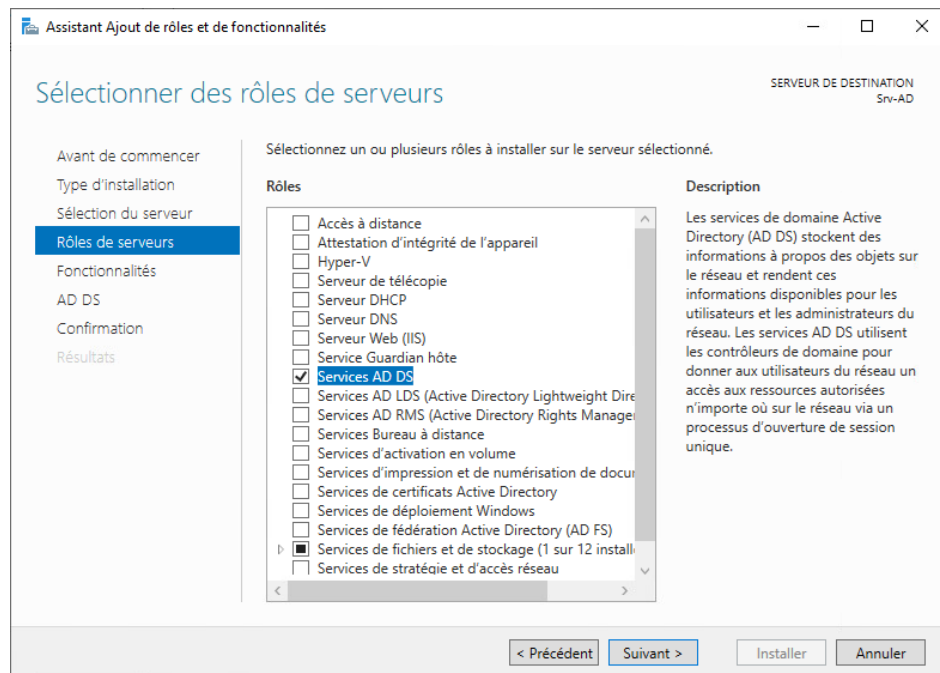 Assistant Ajout de rôles et de fonctionnalités
Sélectionner des rôles de serveurs
SERVEUR DE DESTINATION
Srv-AD
Avant de commencer
Type d'installation
Sélection du serveur
Rôles de serveurs
Fonctionnalités
AD DS
Confirmation
Résultats
Sélectionnez un ou plusieurs rôles à installer sur le serveur sélectionné.
Rôles
Accès à distance
Attestation d'intégrité de l'appareil
Hyper-V
Serveur de télécopie
Serveur DHCP
Serveur DNS
Serveur Web (IIS)
Service Guardian hôte
Services AD DS
Services AD LDS (Active Directory Lightweight Dire
Services AD RMS (Active Directory Rights Manager
Services Bureau à distance
Services d'activation en volume
Services d'impression et de numérisation de docu
Services de certificats Active Directory
Services de déploiement Windows
Services de fédération Active Directory (AD FS)
Services de fichiers et de stockage (1 sur 12 install
Services de stratégie et d'accès réseau
Description
Les services de domaine Active
Directory (AD DS) stockent des
informations à propos des objets sur
le réseau et rendent ces
informations disponibles pour les
utilisateurs et les administrateurs du
réseau. Les services AD DS utilisent
les contrôleurs de domaine pour
donner aux utilisateurs du réseau un
accès aux ressources autorisées
n'importe où sur le réseau via un
processus d'ouverture de session
unique.
< Précédent
Suivant >
Installer
Annuler